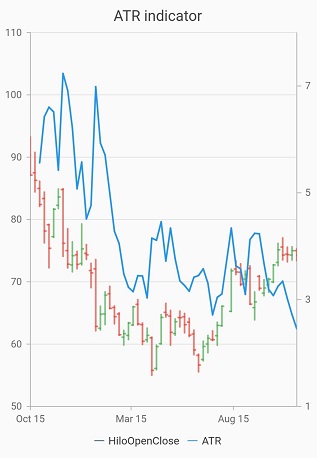 ATR indicator
110
100
90
80
70
60
50
7
5
3
1
Oct 15
Mar 15
Aug 15
HiloOpenClose
ATR